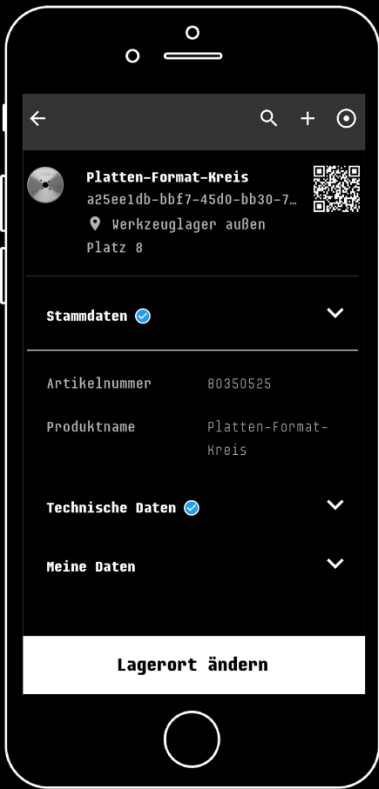 Platten-Format-Kreis
a25ee1db-bbf7-45d0-bb30-7…
Werkzeuglager außen
Platz 8
Stammdaten
Artikelnummer 80350525
Produktname Platten-Format-
Kreis
Technische Daten
Meine Daten
Lagerort ändern